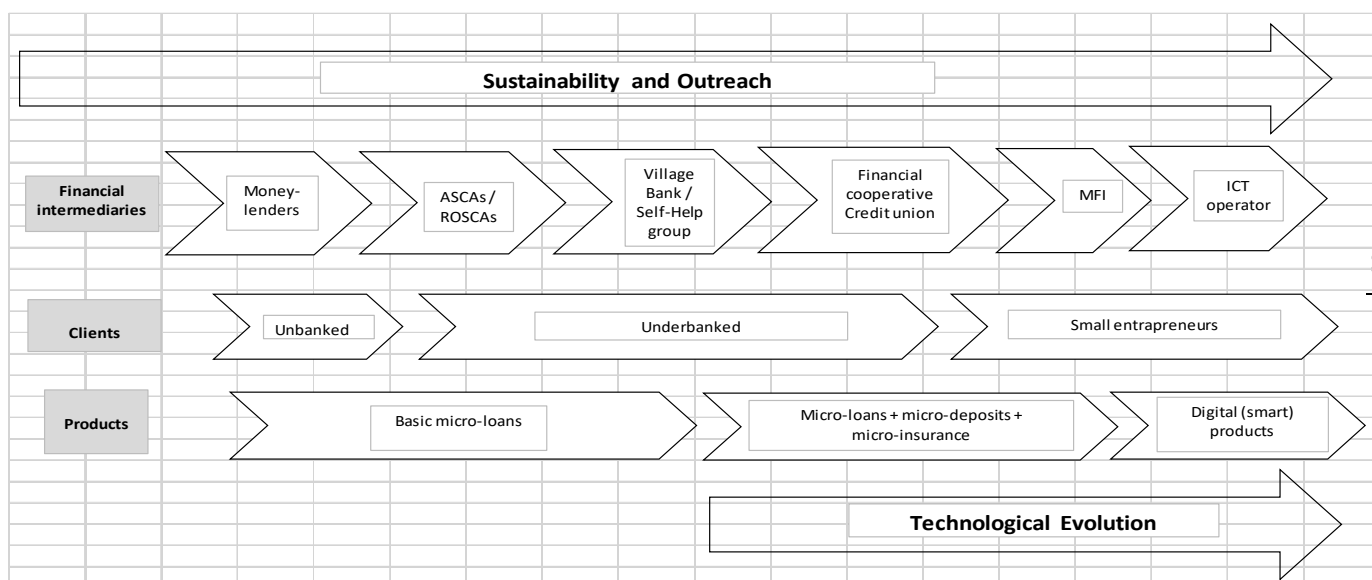 Sustainability and Outreach
Financial
intermediaries
Money-
lenders
ASCAs /
ROSCAs
Village
Bank /
Self-Help
group
Financial
cooperative
Credit union
MFI
ICT
operator
Clients
Unbanked
Underbanked
Small entrapreneurs
Products
Basic micro-loans
Micro-loans + micro-deposits +
micro-insurance
Digital (smart)
products
Technological Evolution